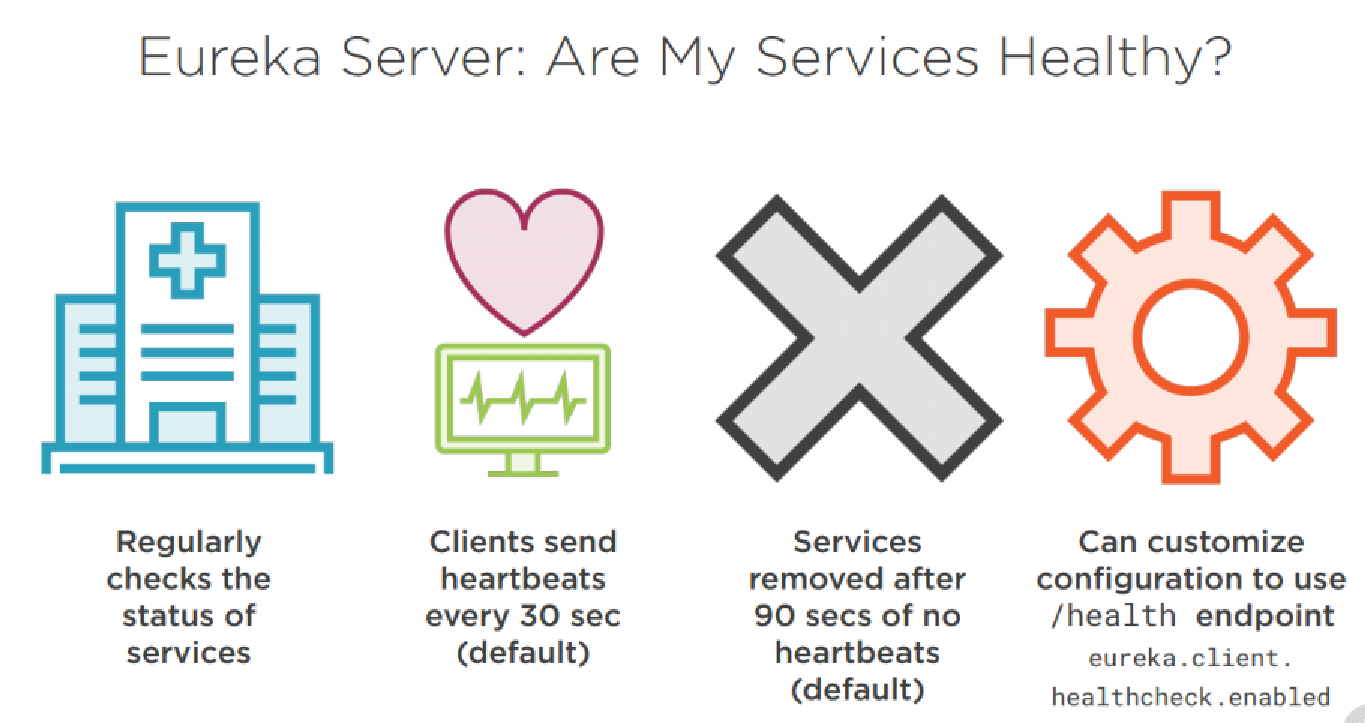 Eureka Server: Are My Services Healthy?
Regularly
checks the
status of
services
Clients send
heartbeats
every 30 sec
(default)
Services
removed after
90 secs of no
heartbeats
(default)
Can customize
configuration to use
/health endpoint
eureka.client.
healthcheck.enabled